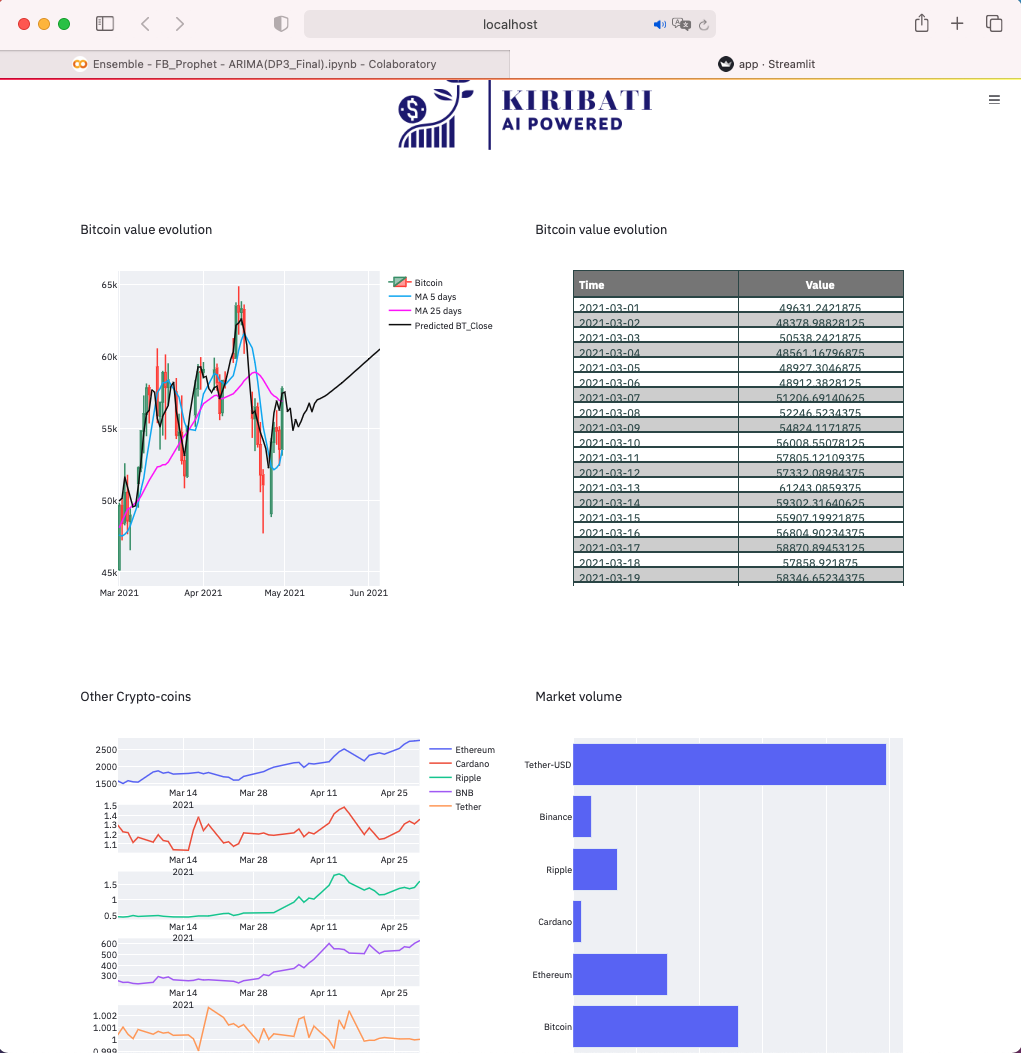 localhost
Ensemble - FB_Prophet - ARIMA(DP3_Final).ipynb - Colaboratory
app · Streamlit
KIRIBATI
AI POWERED
Bitcoin value evolution
65k
60k
55k
50k
45k
Mar 2021 Apr 2021 May 2021 Jun 2021
Bitcoin
MA 5 days
MA 25 days
Predicted BT_Close
Bitcoin value evolution
Time Value
2021-03-01 49631.2421875
2021-03-02 48378.98828125
2021-03-03 50538.2421875
2021-03-04 48561.16796875
2021-03-05 48927.3046875
2021-03-06 48912.3828125
2021-03-07 51206.69140625
2021-03-08 52246.5234375
2021-03-09 54824.1171875
2021-03-10 56008.55078125
2021-03-11 57805.12109375
2021-03-12 57332.08984375
2021-03-13 61243.0859375
2021-03-14 59302.31640625
2021-03-15 55907.19921875
2021-03-16 56804.90234375
2021-03-17 58870.89453125
2021-03-18 57858.921875
2021-03-19 58346.65234375
Other Crypto-coins
2500
2000
1500
Mar 14 Mar 28 Apr 11 Apr 25
2021
1.5
1.4
1.3
1.2
1.1
Mar 14 Mar 28 Apr 11 Apr 25
2021
1.5
1
0.5
Mar 14 Mar 28 Apr 11 Apr 25
2021
600
500
400
300
Mar 14 Mar 28 Apr 11 Apr 25
2021
1.002
1.001
1
0.999
Ethereum
Cardano
Ripple
BNB
Tether
Market volume
Tether-USD
Binance
Ripple
Cardano
Ethereum
Bitcoin